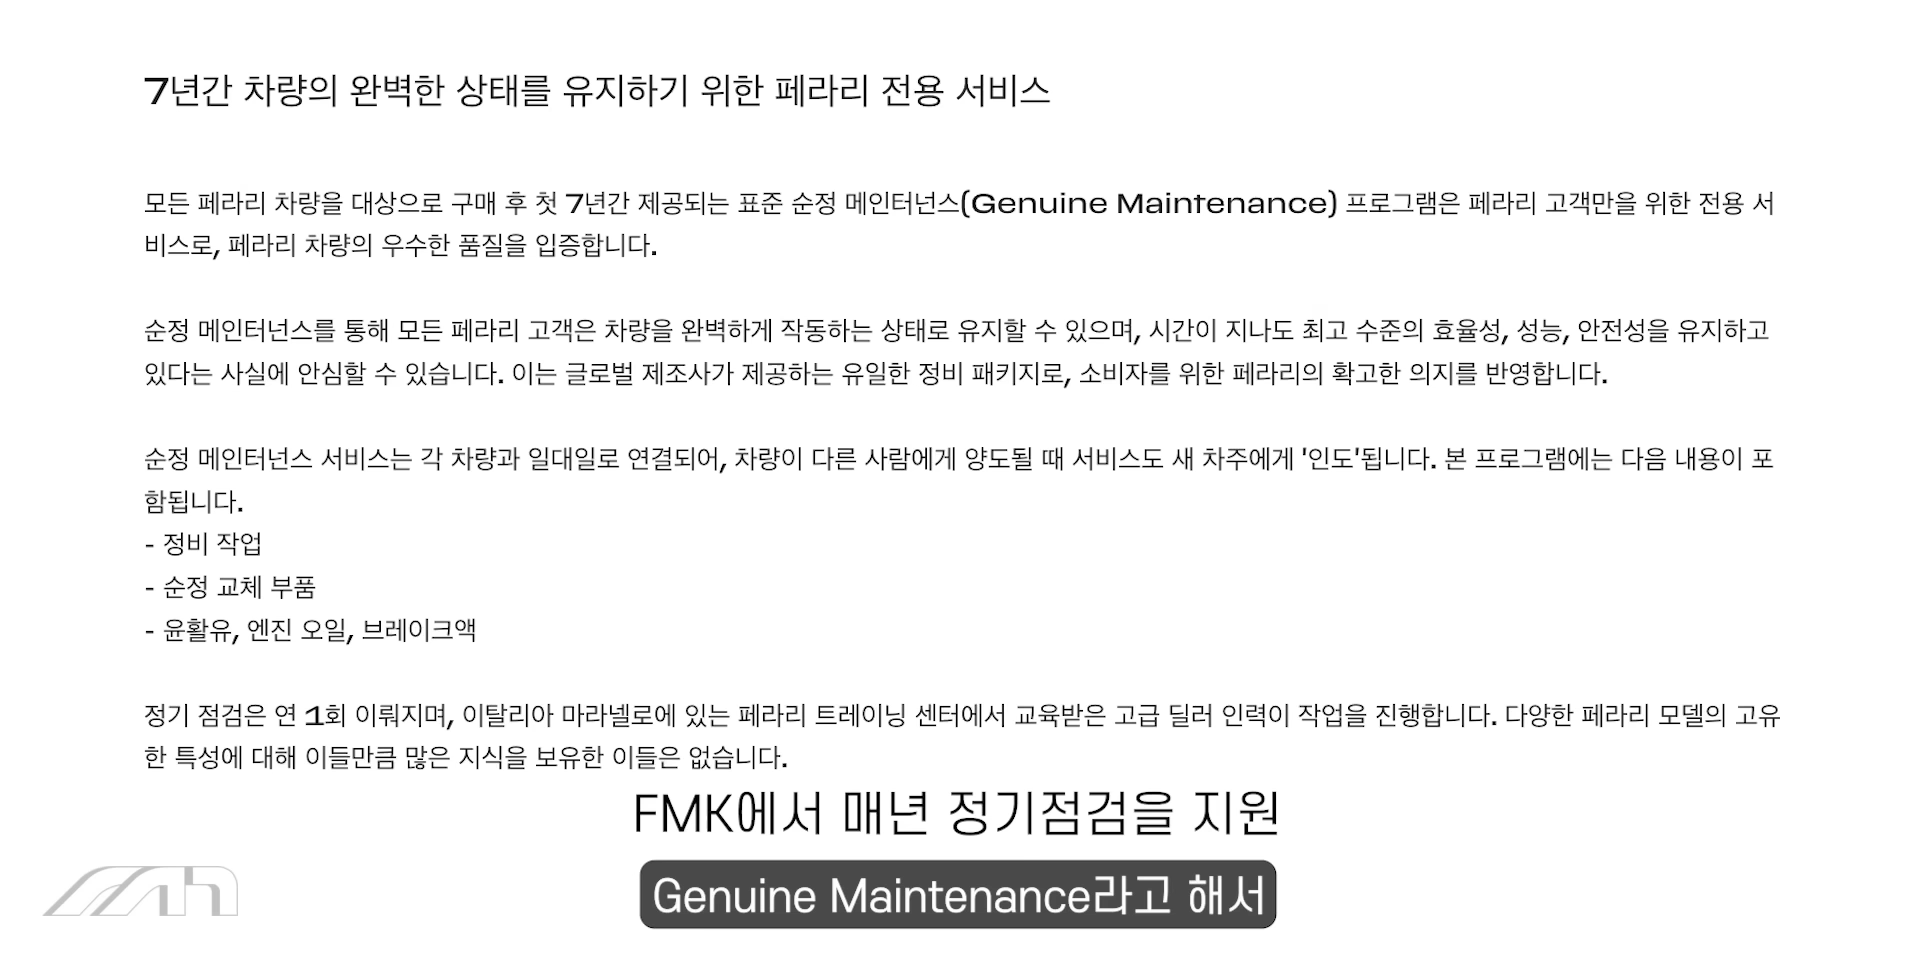 7년간 차량의 완벽한 상태를 유지하기 위한 페라리 전용 서비스
모든 페라리 차량을 대상으로 구매 후 첫 7년간 제공되는 표준 순정 메인터넌스(Genuine Maintenance) 프로그램은 페라리 고객만을 위한 전용 서
비스로, 페라리 차량의 우수한 품질을 입증합니다.
순정 메인터넌스를 통해 모든 페라리 고객은 차량을 완벽하게 작동하는 상태로 유지할 수 있으며, 시간이 지나도 최고 수준의 효율성, 성능, 안전성을 유지하고
있다는 사실에 안심할 수 있습니다. 이는 글로벌 제조사가 제공하는 유일한 정비 패키지로, 소비자를 위한 페라리의 확고한 의지를 반영합니다.
순정 메인터넌스 서비스는 각 차량과 일대일로 연결되어, 차량이 다른 사람에게 양도될 때 서비스도 새 차주에게 '인도'됩니다. 본 프로그램에는 다음 내용이 포
함됩니다.
- 정비 작업
- 순정 교체 부품
- 윤활유, 엔진 오일, 브레이크액
정기 점검은 연 1회 이뤄지며, 이탈리아 마라넬로에 있는 페라리 트레이닝 센터에서 교육받은 고급 딜러 인력이 작업을 진행합니다. 다양한 페라리 모델의 고유
한 특성에 대해 이들만큼 많은 지식을 보유한 이들은 없습니다.
FMK에서 매년 정기점검을 지원
Genuine Maintenance라고 해서